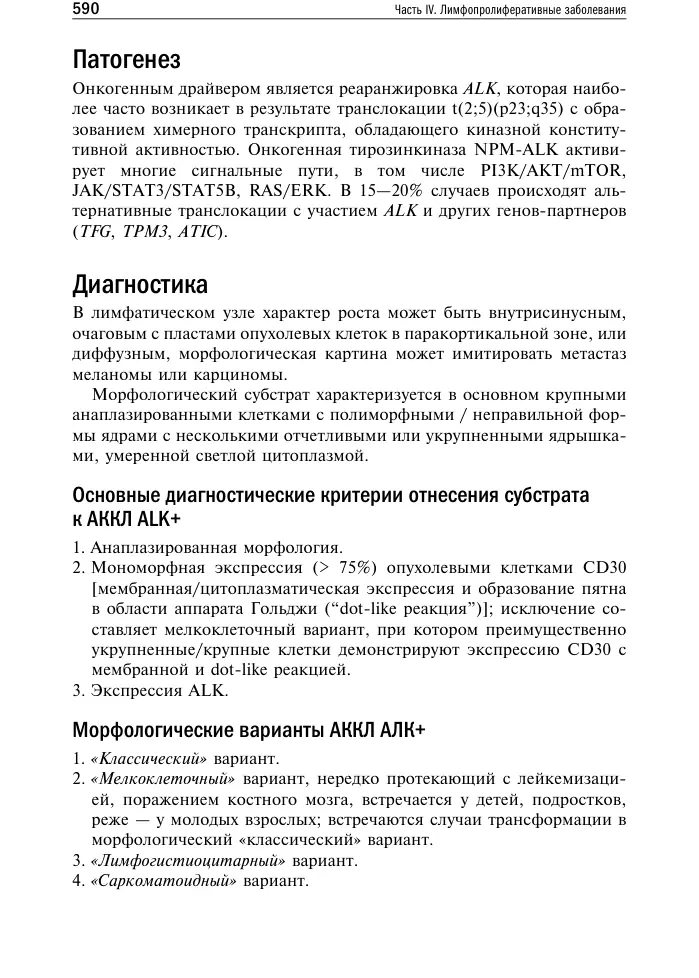 590
Часть IV. Лимфопролиферативные заболевания
Патогенез
Онкогенным драйвером является реаранжировка ALK, которая наибо-
лее часто возникает в результате транслокации t(2;5)(p23;q35) с обра-
зованием химерного транскрипта, обладающего киназной конститу-
тивной активностью. Онкогенная тирозинкиназа NPM-ALK активи-
рует многие сигнальные пути, в том числе PI3K/AKT/mTOR,
JAK/STAT3/STAT5B, RAS/ERK. В 15—20% случаев происходят аль-
тернативные транслокации с участием ALK и других генов-партнеров
(TFG, TPM3, ATIC).
Диагностика
В лимфатическом узле характер роста может быть внутрисинусным,
очаговым с пластами опухолевых клеток в паракортикальной зоне, или
диффузным, морфологическая картина может имитировать метастаз
меланомы или карциномы.
Морфологический субстрат характеризуется в основном крупными
анаплазированными клетками с полиморфными / неправильной фор-
мы ядрами с несколькими отчетливыми или укрупненными ядрышка-
ми, умеренной светлой цитоплазмой.
Основные диагностические критерии отнесения субстрата
к АККЛ ALK+
1. Анаплазированная морфология.
2. Мономорфная экспрессия (> 75%) опухолевыми клетками CD30
[мембранная/цитоплазматическая экспрессия и образование пятна
в области аппарата Гольджи (“dot-like реакция”)]; исключение со-
ставляет мелкоклеточный вариант, при котором преимущественно
укрупненные/крупные клетки демонстрируют экспрессию CD30 с
мембранной и dot-like реакцией.
3. Экспрессия ALK.
Морфологические варианты АККЛ АЛК+
1. «Классический» вариант.
2. «Мелкоклеточный» вариант, нередко протекающий с лейкемизаци-
ей, поражением костного мозга, встречается у детей, подростков,
реже — у молодых взрослых; встречаются случаи трансформации в
морфологический «классический» вариант.
3. «Лимфогистиоцитарный» вариант.
4. «Саркоматоидный» вариант.